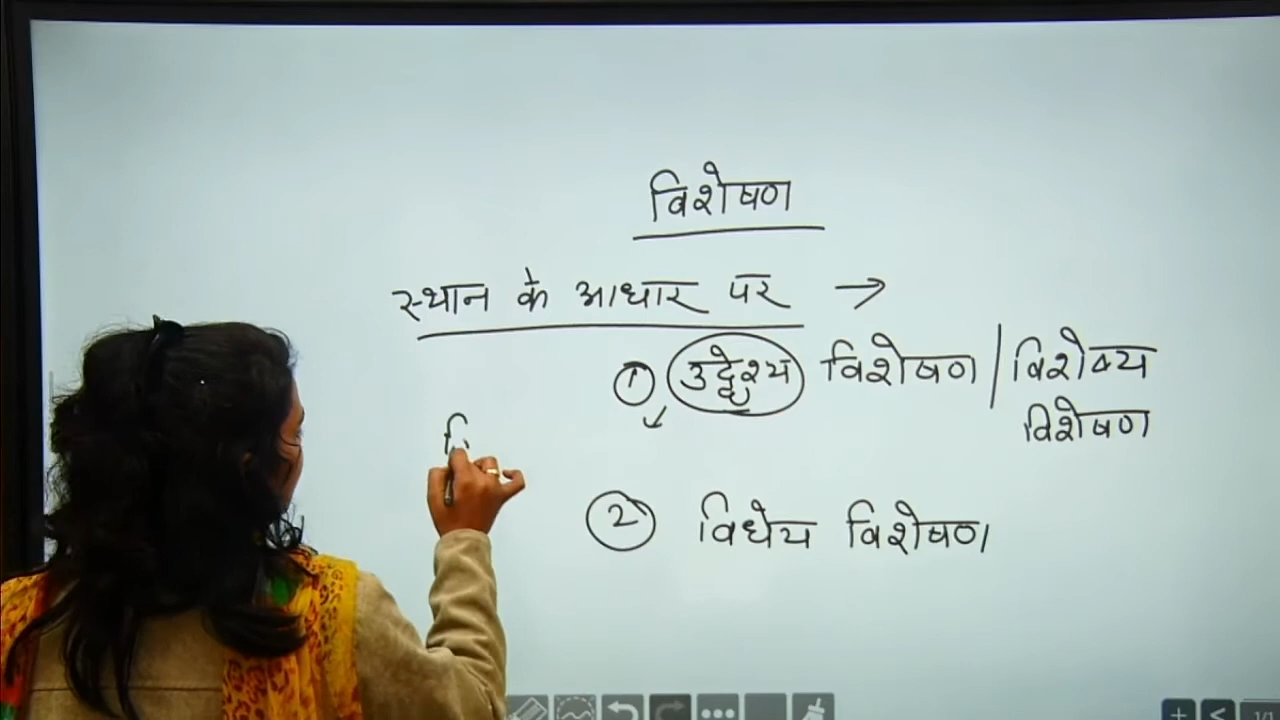 विशेषण
स्थान के आधार पर →
① उद्देश्य विशेषण / विशेष्य
विशेषण
② विधेय विशेषण